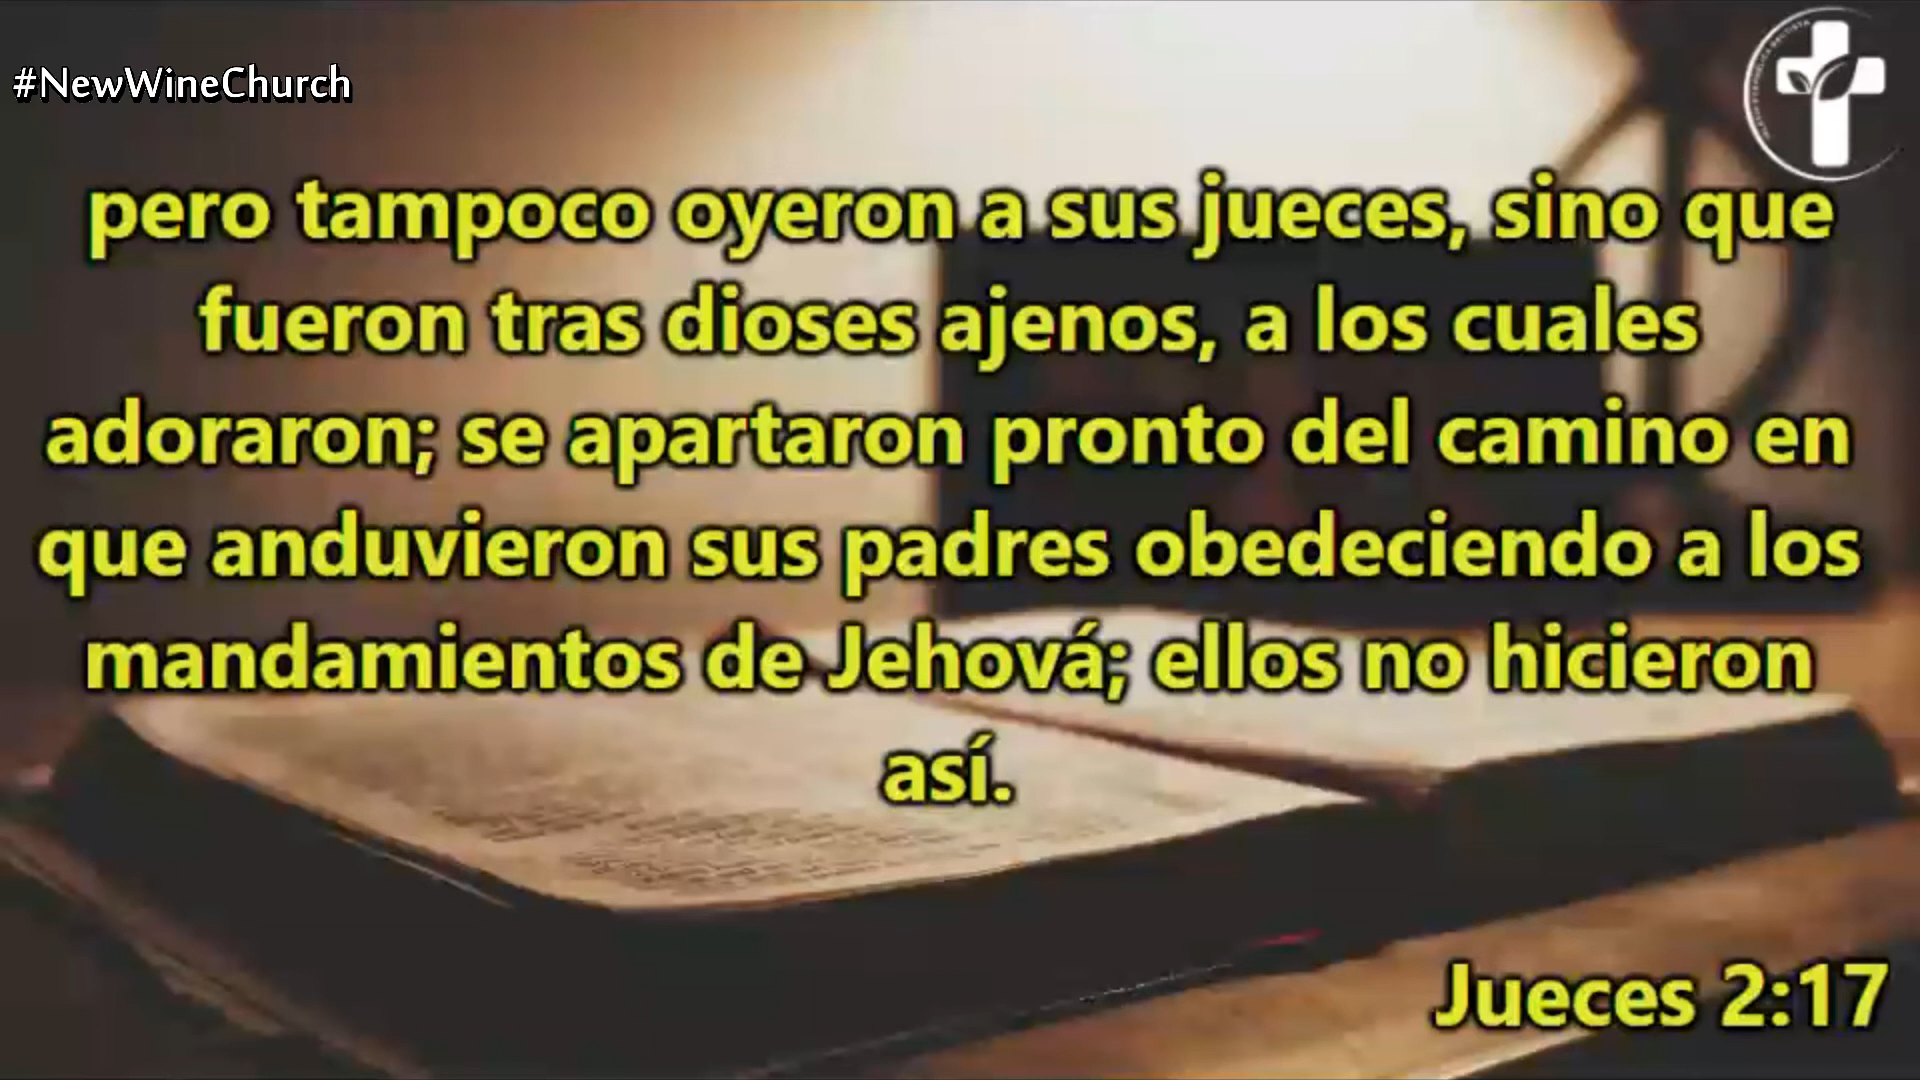 #NewWineChurch
pero tampoco oyeron a sus jueces, sino que
fueron tras dioses ajenos, a los cuales
adoraron; se apartaron pronto del camino en
que anduvieron sus padres obedeciendo a los
mandamientos de Jehová; ellos no hicieron
así.
Jueces 2:17